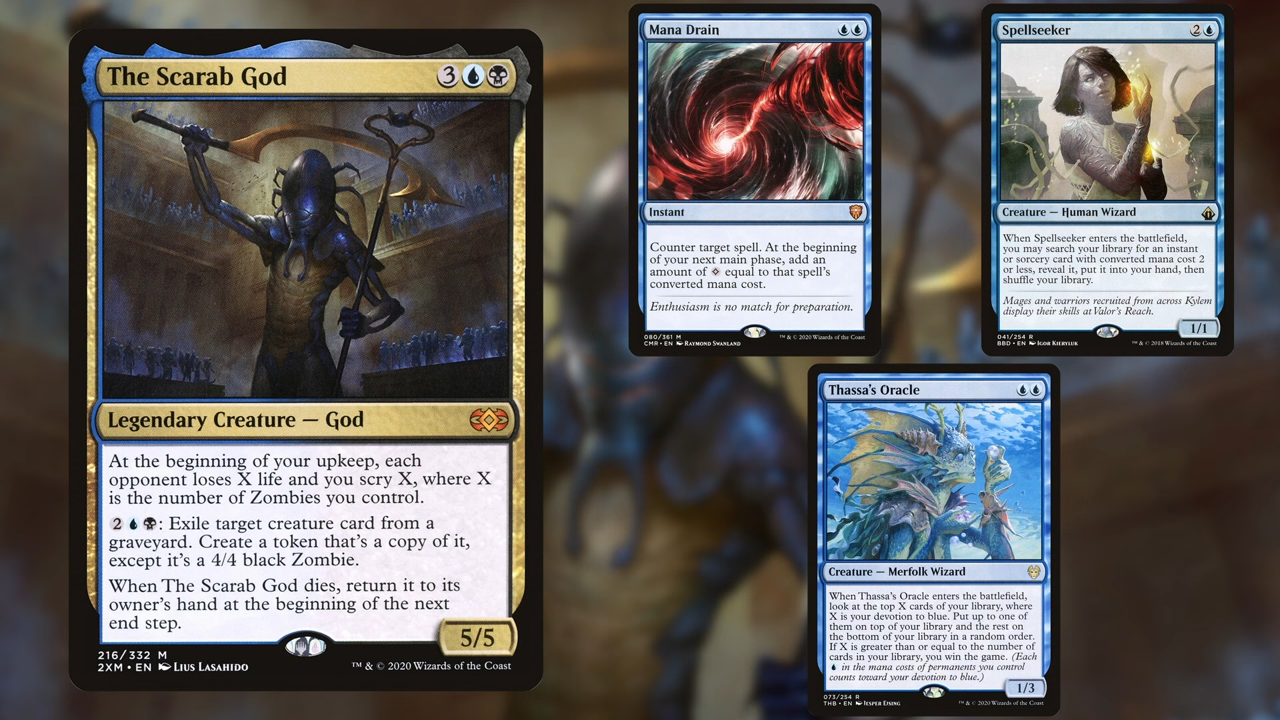 The Scarab God
3
Legendary Creature — God
At the beginning of your upkeep, each
opponent loses X life and you scry X, where X
is the number of Zombies you control.
2 : Exile target creature card from a
graveyard. Create a token that's a copy of it,
except it's a 4/4 black Zombie.
When The Scarab God dies, return it to its
owner's hand at the beginning of the next
end step.
5/5
216/332 M
2XM • EN LIUS LASAHIDO
™ & © 2020 Wizards of the Coast
Mana Drain
Instant
Counter target spell. At the beginning
of your next main phase, add an
amount of equal to that spell's
converted mana cost.
Enthusiasm is no match for preparation.
080/361 M
CMR • EN RAYMOND SWANLAND
™ & © 2020 Wizards of the Coast
Spellseeker
2
Creature — Human Wizard
When Spellseeker enters the battlefield,
you may search your library for an instant
or sorcery card with converted mana cost 2
or less, reveal it, put it into your hand, then
shuffle your library.
Mages and warriors recruited from across Kylem
display their skills at Valor's Reach.
1/1
041/254 R
BBD • EN IGOR KIERYLUK
™ & © 2018 Wizards of the Coast
Thassa's Oracle
Creature — Merfolk Wizard
When Thassa's Oracle enters the battlefield,
look at the top X cards of your library, where
X is your devotion to blue. Put up to one of
them on top of your library and the rest on
the bottom of your library in a random order.
If X is greater than or equal to the number of
cards in your library, you win the game. (Each
in the mana costs of permanents you control
counts toward your devotion to blue.)
1/3
073/254 R
THB • EN JESPER EJSING
™ & © 2020 Wizards of the Coast